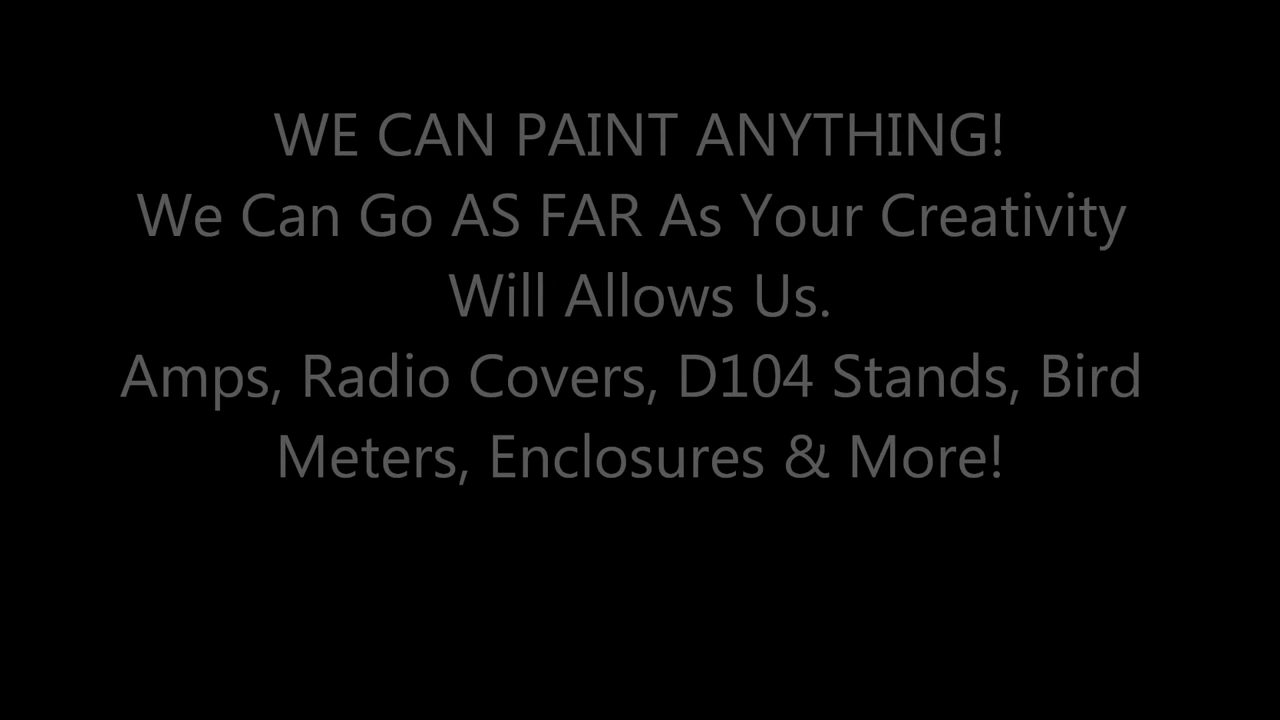 WE CAN PAINT ANYTHING!
We Can Go AS FAR As Your Creativity
Will Allows Us.
Amps, Radio Covers, D104 Stands, Bird
Meters, Enclosures & More!